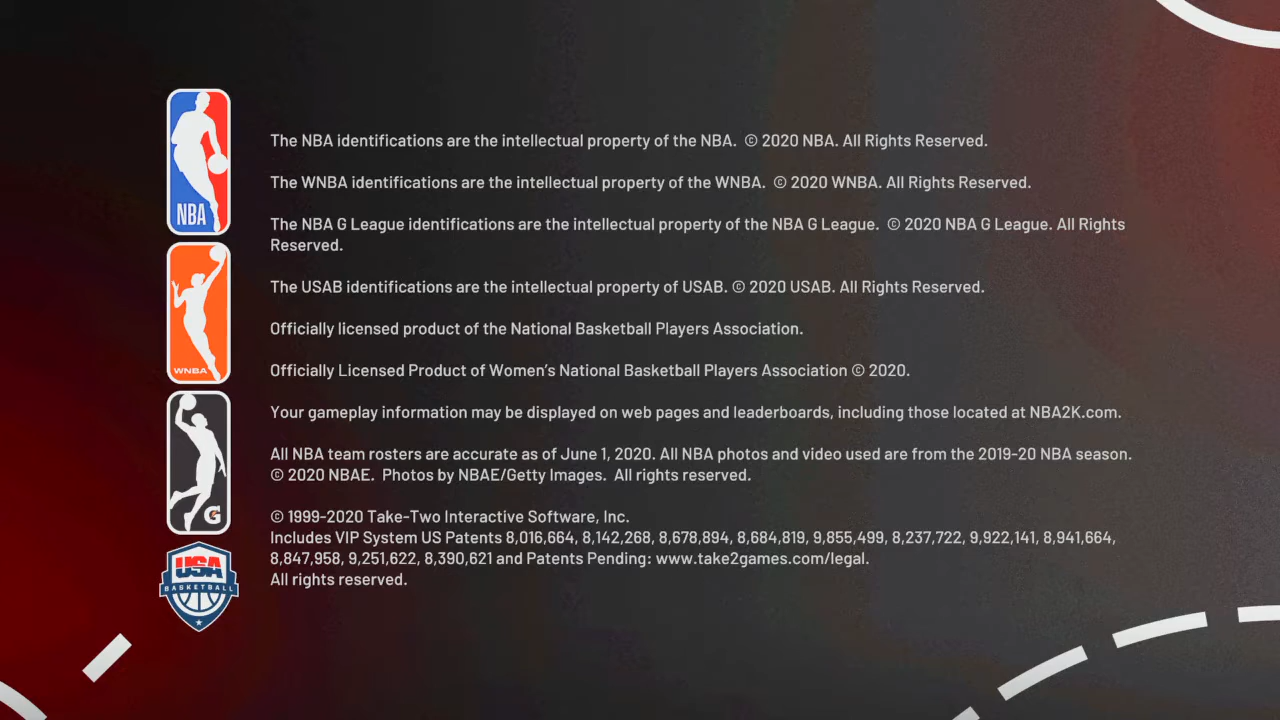 The NBA identifications are the intellectual property of the NBA.  © 2020 NBA. All Rights Reserved.
The WNBA identifications are the intellectual property of the WNBA.  © 2020 WNBA. All Rights Reserved.
The NBA G League identifications are the intellectual property of the NBA G League.  © 2020 NBA G League. All Rights
Reserved.
The USAB identifications are the intellectual property of USAB. © 2020 USAB. All Rights Reserved.
Officially licensed product of the National Basketball Players Association.
Officially Licensed Product of Women’s National Basketball Players Association © 2020.
Your gameplay information may be displayed on web pages and leaderboards, including those located at NBA2K.com.
All NBA team rosters are accurate as of June 1, 2020. All NBA photos and video used are from the 2019-20 NBA season.
© 2020 NBAE.  Photos by NBAE/Getty Images.  All rights reserved.
© 1999-2020 Take-Two Interactive Software, Inc.
Includes VIP System US Patents 8,016,664, 8,142,268, 8,678,894, 8,684,819, 9,855,499, 8,237,722, 9,922,141, 8,941,664,
8,847,958, 9,251,622, 8,390,621 and Patents Pending: www.take2games.com/legal.
All rights reserved.
NBA
WNBA
G
USA
BASKETBALL